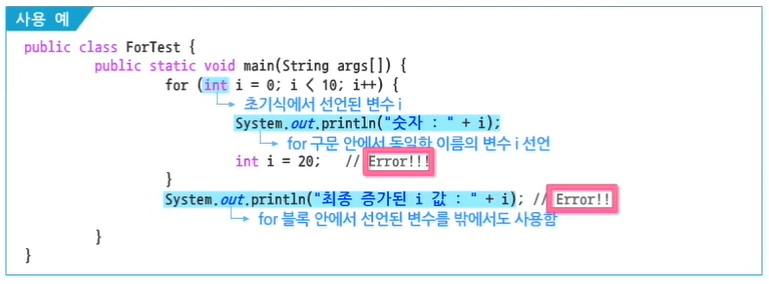 사용 예
public class ForTest {
public static void main(String args[]) {
for (int i = 0; i < 10; i++) {
초기식에서 선언된 변수 i
System.out.println("숫자 : " + i);
for 구문 안에서 동일한 이름의 변수 i 선언
int i = 20; // Error!!!
}
System.out.println("최종 증가된 i 값 : " + i); // Error!!
for 블록 안에서 선언된 변수를 밖에서도 사용함
}
}